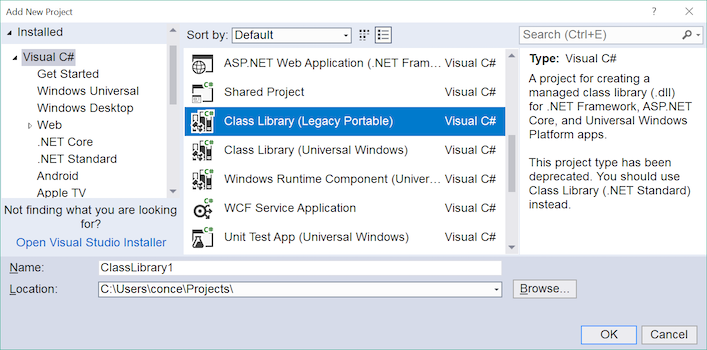 Add New Project
? ×
Installed
Sort by: Default
Search (Ctrl+E)
Visual C#
Get Started
Windows Universal
Windows Desktop
Web
.NET Core
.NET Standard
Android
Apple TV
Not finding what you are looking for?
Open Visual Studio Installer
ASP.NET Web Application (.NET Fram... Visual C#
Shared Project Visual C#
Class Library (Legacy Portable) Visual C#
Class Library (Universal Windows) Visual C#
Windows Runtime Component (Univer... Visual C#
WCF Service Application Visual C#
Unit Test App (Universal Windows) Visual C#
Type: Visual C#
A project for creating a
managed class library (.dll)
for .NET Framework, ASP.NET
Core, and Universal Windows
Platform apps.
This project type has been
deprecated. You should use
Class Library (.NET Standard)
instead.
Name: ClassLibrary1
Location: C:\Users\conce\Projects\
Browse...
OK Cancel